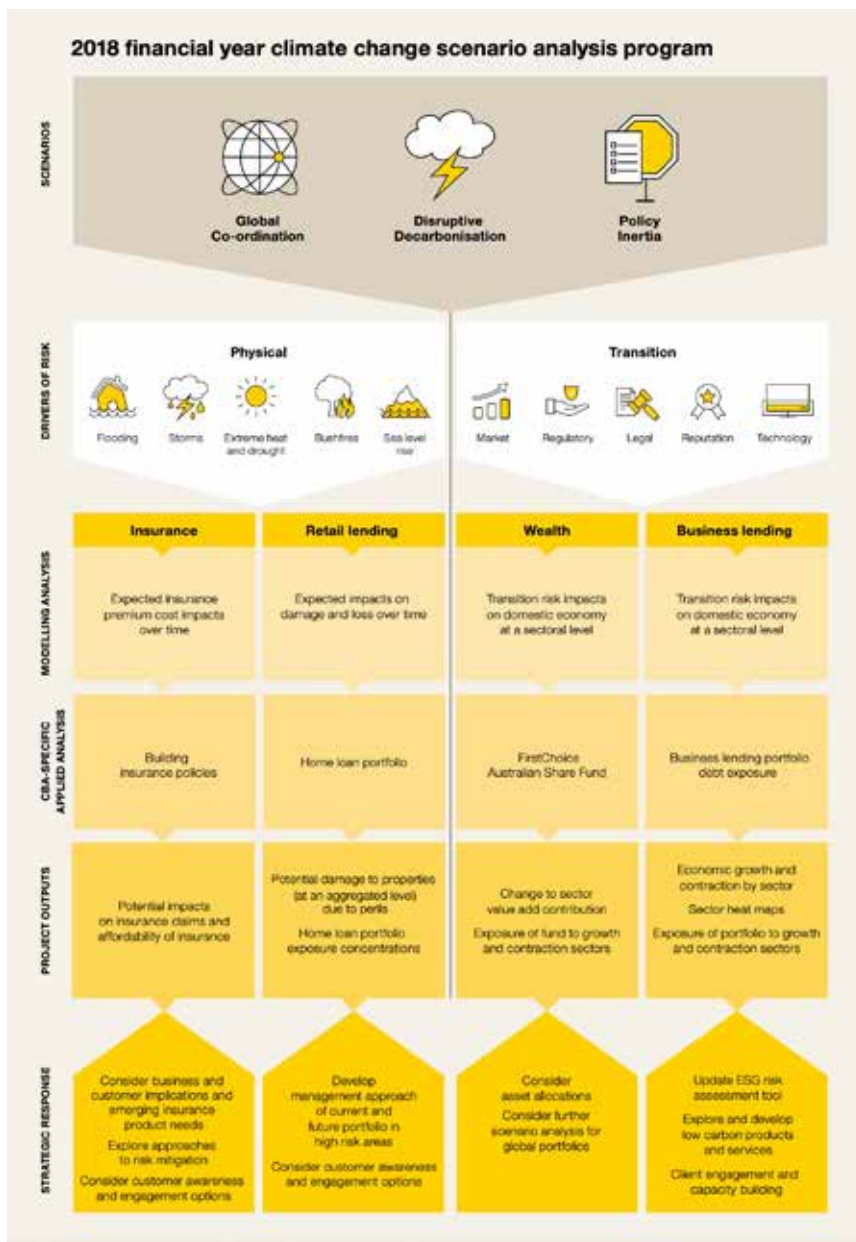 2018 financial year climate change scenario analysis program
SCENARIOS
Global
Co-ordination
Disruptive
Decarbonisation
Policy
Inertia
DRIVERS OF RISK
Physical
Flooding
Storms
Extreme heat
and drought
Bushfires
Sea level
rise
Transition
Market
Regulatory
Legal
Reputation
Technology
Insurance
Retail lending
Wealth
Business lending
MODELLING ANALYSIS
Expected insurance
premium cost impacts
over time
Expected impacts on
damage and loss over time
Transition risk impacts
on domestic economy
at a sectoral level
Transition risk impacts
on domestic economy
at a sectoral level
CBA-SPECIFIC
APPLIED ANALYSIS
Building
insurance policies
Home loan portfolio
FirstChoice
Australian Share Fund
Business lending portfolio
debt exposure
PROJECT OUTPUTS
Potential impacts
on insurance claims and
affordability of insurance
Potential damage to properties
(at an aggregated level)
due to perils
Home loan portfolio
exposure concentrations
Change to sector
value add contribution
Exposure of fund to growth
and contraction sectors
Economic growth and
contraction by sector
Sector heat maps
Exposure of portfolio to growth
and contraction sectors
STRATEGIC RESPONSE
Consider business and
customer implications and
emerging insurance
product needs
Explore approaches
to risk mitigation
Consider customer awareness
and engagement options
Develop
management approach
of current and
future portfolio in
high risk areas
Consider customer awareness
and engagement options
Consider
asset allocations
Consider further
scenario analysis for
global portfolios
Update ESG risk
assessment tool
Explore and develop
low carbon products
and services
Client engagement and
capacity building